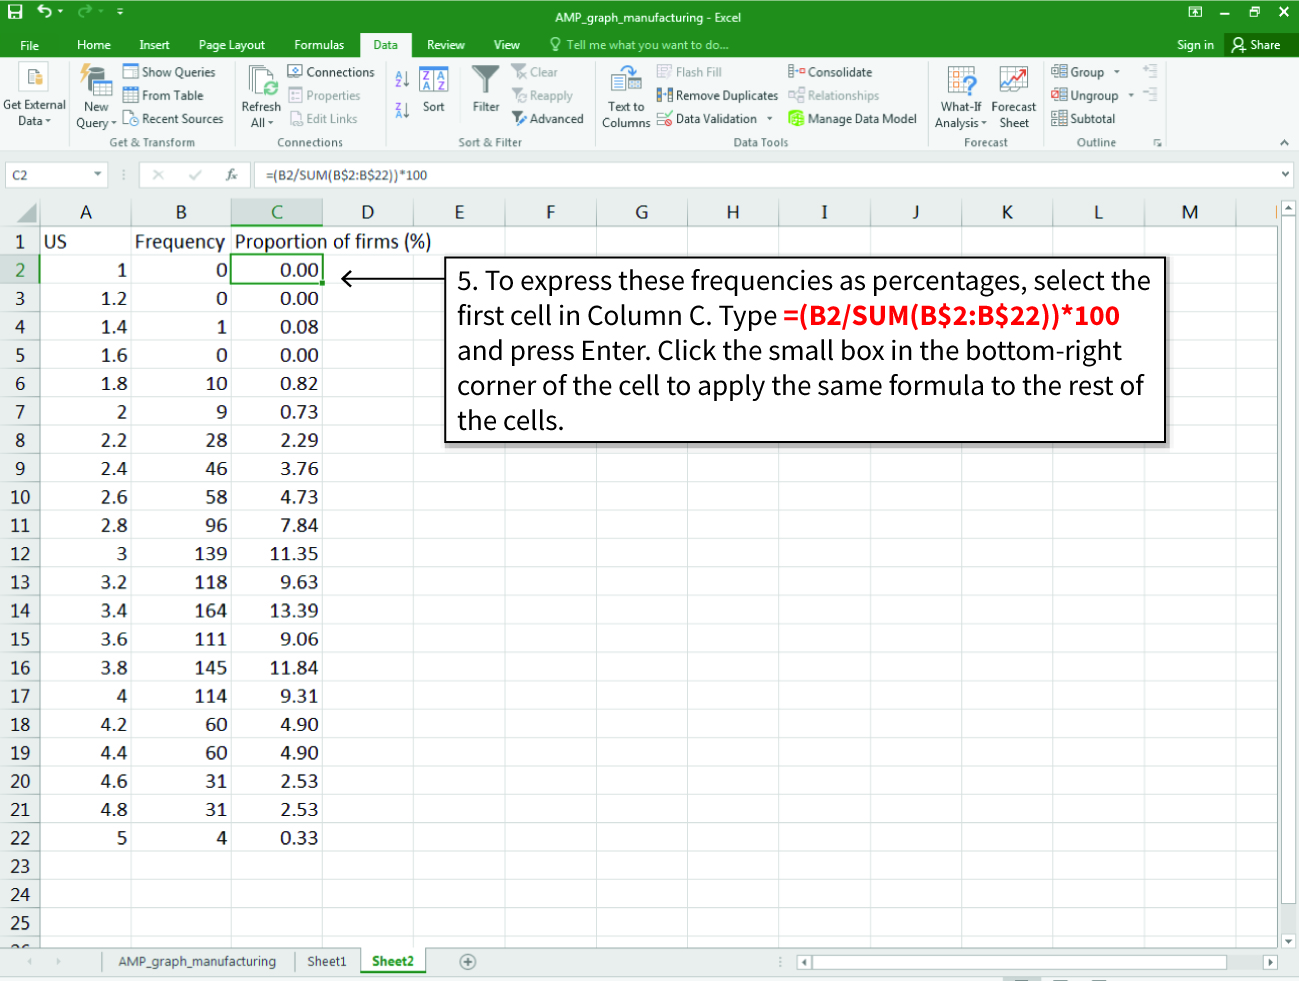 AMP_graph_manufacturing - Excel
File Home Insert Page Layout Formulas Data Review View Tell me what you want to do... Sign in Share
Get External Data
New Query
Show Queries
From Table
Recent Sources
Get & Transform
Refresh All
Connections
Properties
Edit Links
Connections
Sort
Filter
Clear
Reapply
Advanced
Sort & Filter
Text to Columns
Flash Fill
Remove Duplicates
Data Validation
Consolidate
Relationships
Manage Data Model
Data Tools
What-If Analysis
Forecast Sheet
Forecast
Group
Ungroup
Subtotal
Outline
C2 fx =(B2/SUM(B$2:B$22))*100
A B C D E F G H I J K L M
1 US Frequency Proportion of firms (%)
2 1 0 0.00
3 1.2 0 0.00
4 1.4 1 0.08
5 1.6 0 0.00
6 1.8 10 0.82
7 2 9 0.73
8 2.2 28 2.29
9 2.4 46 3.76
10 2.6 58 4.73
11 2.8 96 7.84
12 3 139 11.35
13 3.2 118 9.63
14 3.4 164 13.39
15 3.6 111 9.06
16 3.8 145 11.84
17 4 114 9.31
18 4.2 60 4.90
19 4.4 60 4.90
20 4.6 31 2.53
21 4.8 31 2.53
22 5 4 0.33
23
24
25
5. To express these frequencies as percentages, select the
first cell in Column C. Type =(B2/SUM(B$2:B$22))*100
and press Enter. Click the small box in the bottom-right
corner of the cell to apply the same formula to the rest of
the cells.
AMP_graph_manufacturing Sheet1 Sheet2